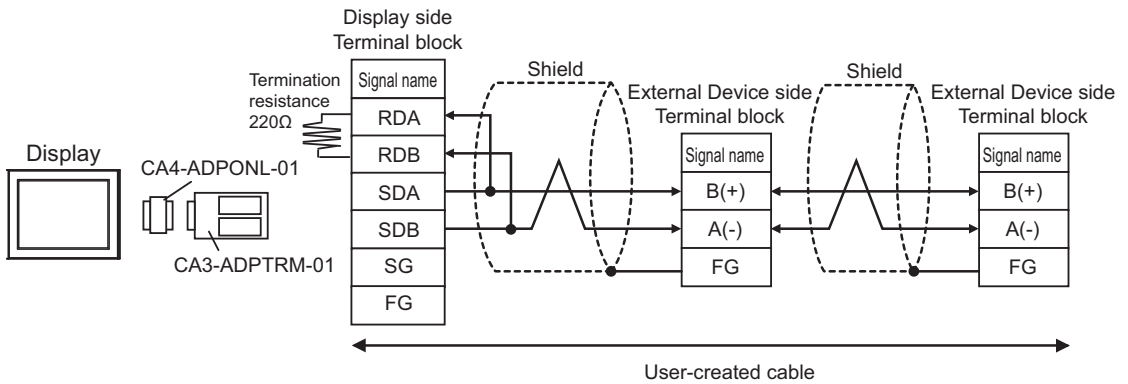 Display side
Terminal block
Shield
Shield
Termination
resistance
220Ω
Signal name
External Device side
Terminal block
External Device side
Terminal block
RDA
RDB
SDA
SDB
SG
FG
Signal name
B(+)
A(-)
FG
Signal name
B(+)
A(-)
FG
Display
CA4-ADPONL-01
CA3-ADPTRM-01
User-created cable